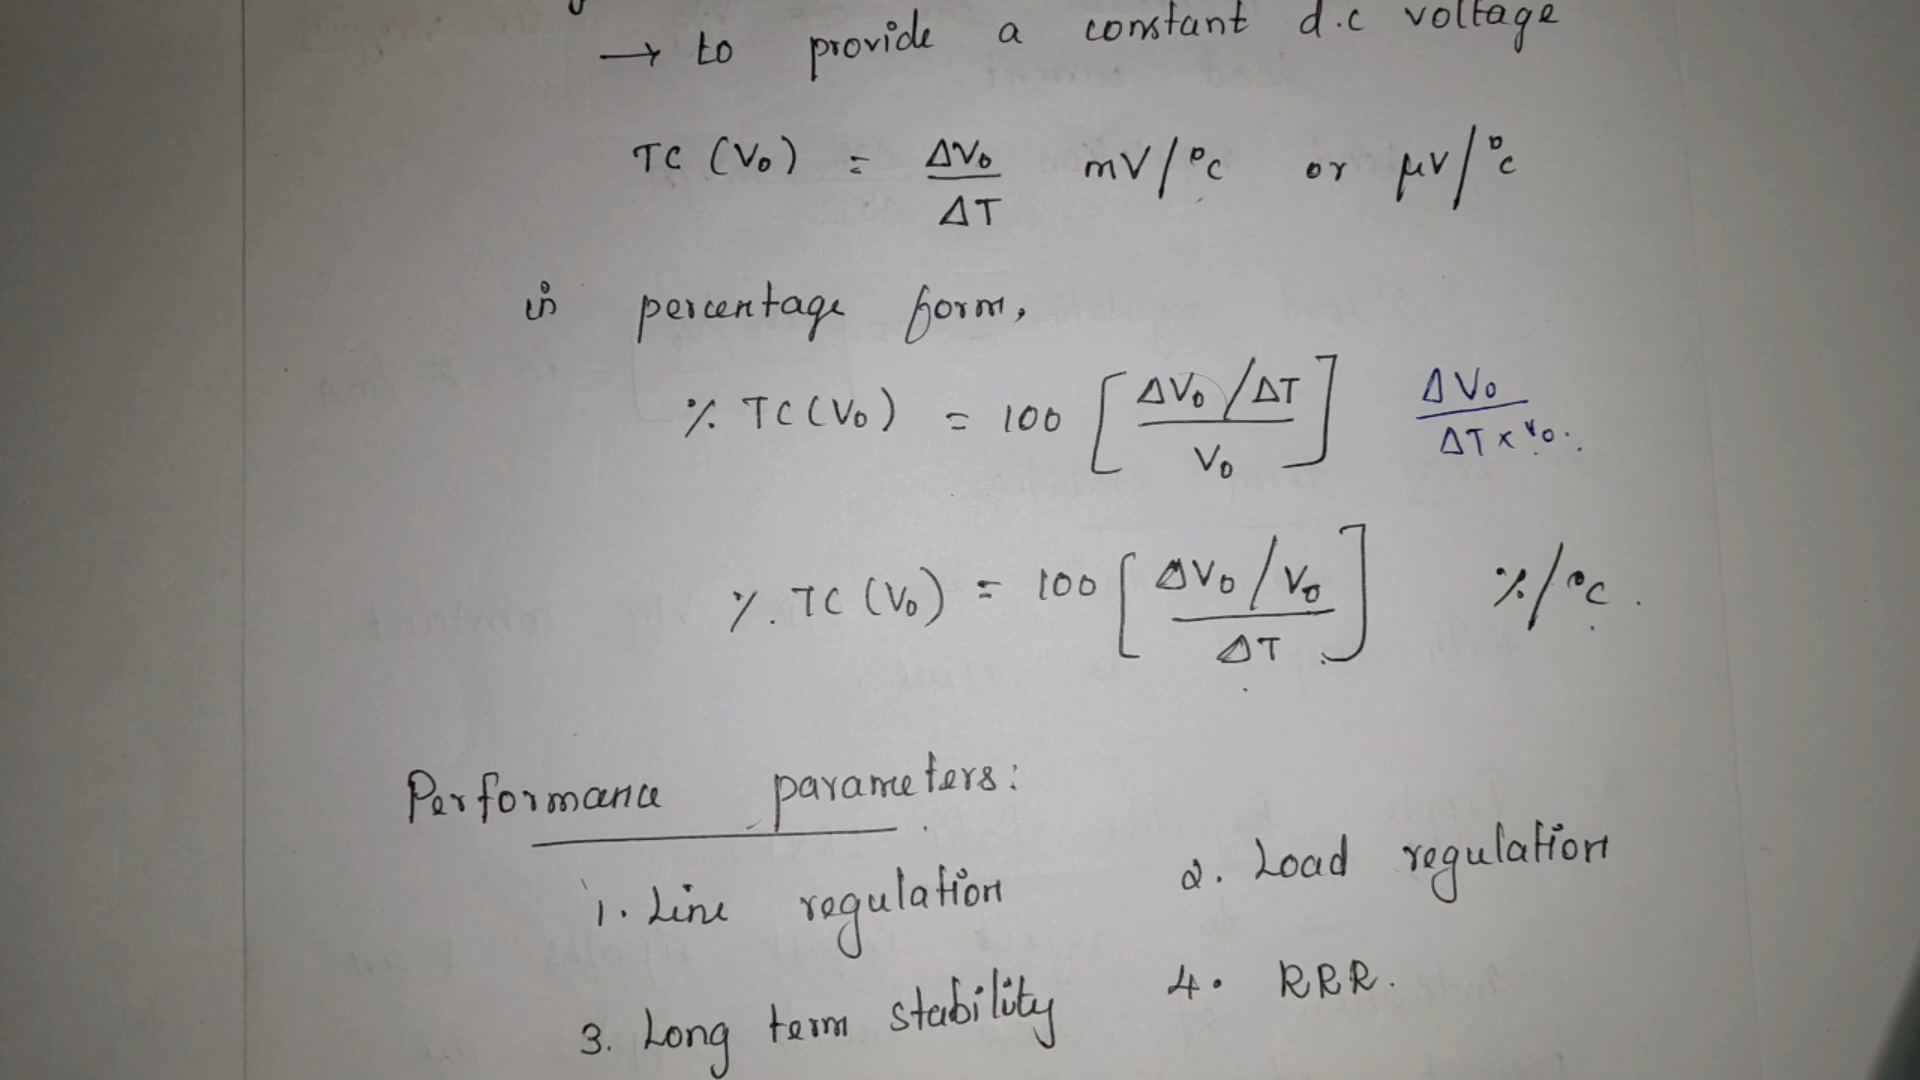 → to provide a constant d.c voltage
TC (V₀) = ΔV₀ / ΔT mV/°c or μV/°c
in percentage form,
% TC(V₀) = 100 [ (ΔV₀/ΔT) / V₀ ] ΔV₀ / ΔT × V₀.
% TC (V₀) = 100 [ (ΔV₀/V₀) / ΔT ] %/°c.
Performance parameters:
1. Line regulation 2. Load regulation
3. Long term stability 4. RRR.